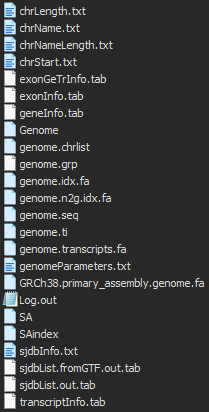 chrLength.txt
chrName.txt
chrNameLength.txt
chrStart.txt
exonGeTrInfo.tab
exonInfo.tab
geneInfo.tab
Genome
genome.chrlist
genome.grp
genome.idx.fa
genome.n2g.idx.fa
genome.seq
genome.ti
genome.transcripts.fa
genomeParameters.txt
GRCh38.primary_assembly.genome.fa
Log.out
SA
SAindex
sjdbInfo.txt
sjdbList.fromGTF.out.tab
sjdbList.out.tab
transcriptInfo.tab